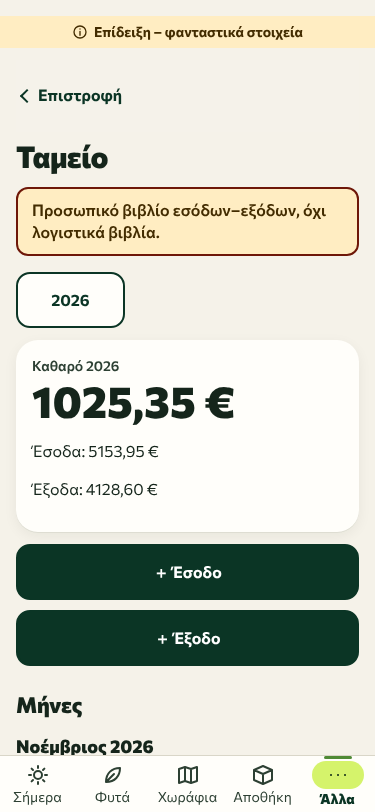 Επίδειξη – φανταστικά στοιχεία
Επιστροφή
Ταμείο
Προσωπικό βιβλίο εσόδων–εξόδων, όχι
λογιστικά βιβλία.
2026
Καθαρό 2026
1025,35 €
Έσοδα: 5153,95 €
Έξοδα: 4128,60 €
+ Έσοδο
+ Έξοδο
Μήνες
Νοέμβριος 2026
Σήμερα
Φυτά
Χωράφια
Αποθήκη
Άλλα